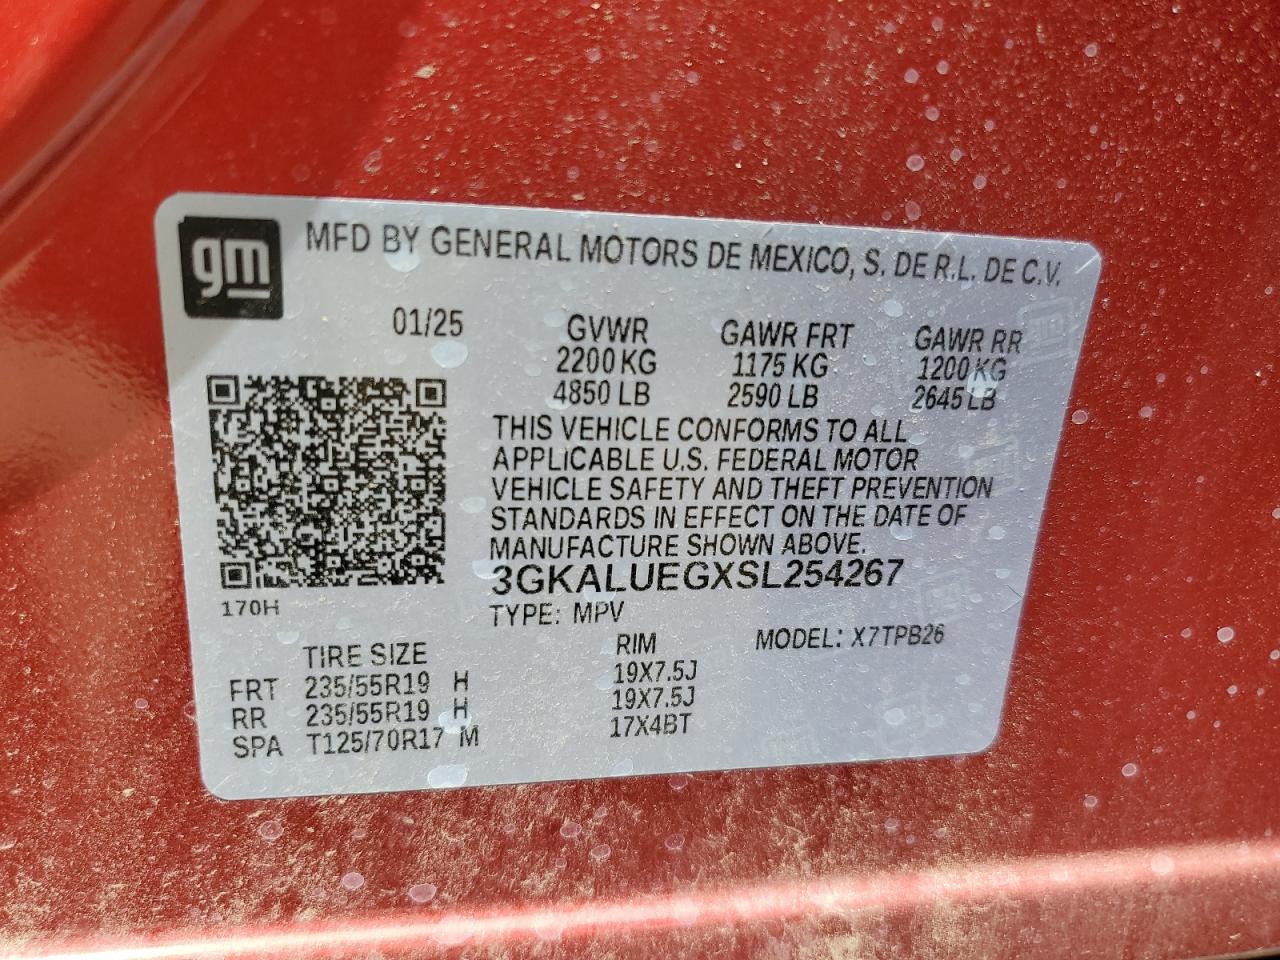 gm
MFD BY GENERAL MOTORS DE MEXICO, S. DE R.L. DE C.V.
01/25 GVWR GAWR FRT GAWR RR
2200 KG 1175 KG 1200 KG
4850 LB 2590 LB 2645 LB
THIS VEHICLE CONFORMS TO ALL
APPLICABLE U.S. FEDERAL MOTOR
VEHICLE SAFETY AND THEFT PREVENTION
STANDARDS IN EFFECT ON THE DATE OF
MANUFACTURE SHOWN ABOVE.
3GKALUEGXSL254267
170H
TYPE: MPV
MODEL: X7TPB26
TIRE SIZE RIM
FRT 235/55R19 H 19X7.5J
RR 235/55R19 H 19X7.5J
SPA T125/70R17 M 17X4BT